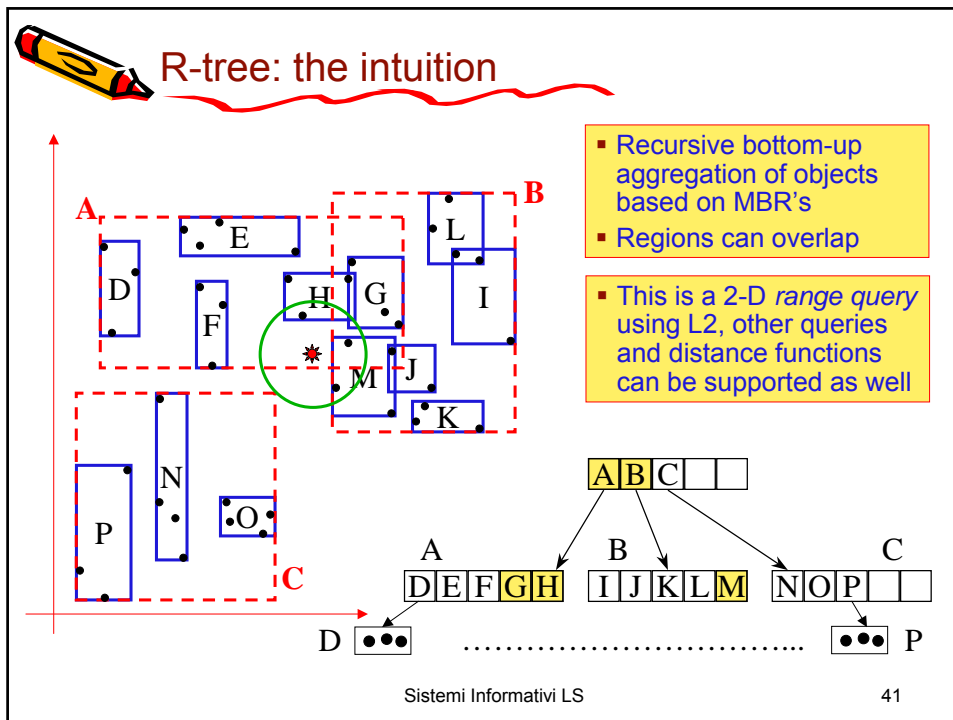 R-tree: the intuition
▪ Recursive bottom-up
aggregation of objects
based on MBR's
▪ Regions can overlap
▪ This is a 2-D range query
using L2, other queries
and distance functions
can be supported as well
A
B
E
L
D
H
G
I
F
M
J
K
N
P
O
C
A B C
A
B
C
D E F G H
I J K L M
N O P
D
……………………………...
P
Sistemi Informativi LS
41